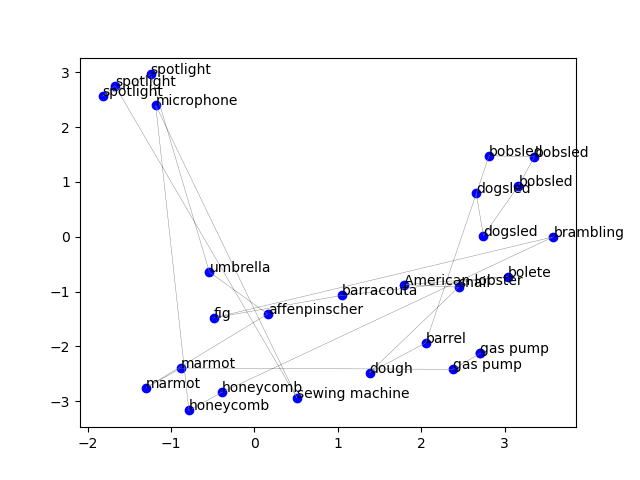 spotlight
spotlight
spotlight
microphone
bobsled
bobsled
bobsled
dogsled
dogsled
brambling
umbrella
bolete
American lobster
snail
barracouta
fig
affenpinscher
barrel
gas pump
gas pump
marmot
dough
marmot
honeycomb
sewing machine
honeycomb
3
2
1
0
−1
−2
−3
−2
−1
0
1
2
3